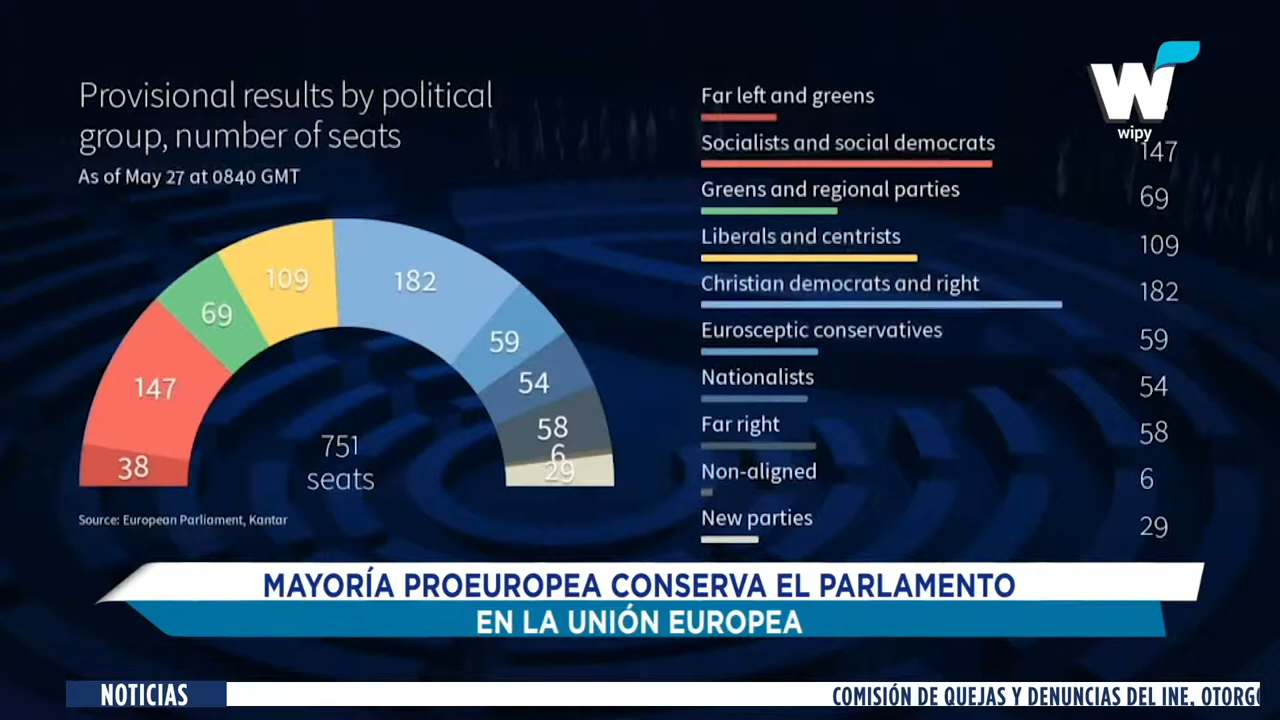 Provisional results by political
group, number of seats
As of May 27 at 0840 GMT
38
147
69
109
182
59
54
58
6
29
751
seats
Source: European Parliament, Kantar
W
wipy
Far left and greens
Socialists and social democrats 147
Greens and regional parties 69
Liberals and centrists 109
Christian democrats and right 182
Eurosceptic conservatives 59
Nationalists 54
Far right 58
Non-aligned 6
New parties 29
MAYORÍA PROEUROPEA CONSERVA EL PARLAMENTO
EN LA UNIÓN EUROPEA
NOTICIAS COMISIÓN DE QUEJAS Y DENUNCIAS DEL INE, OTORG